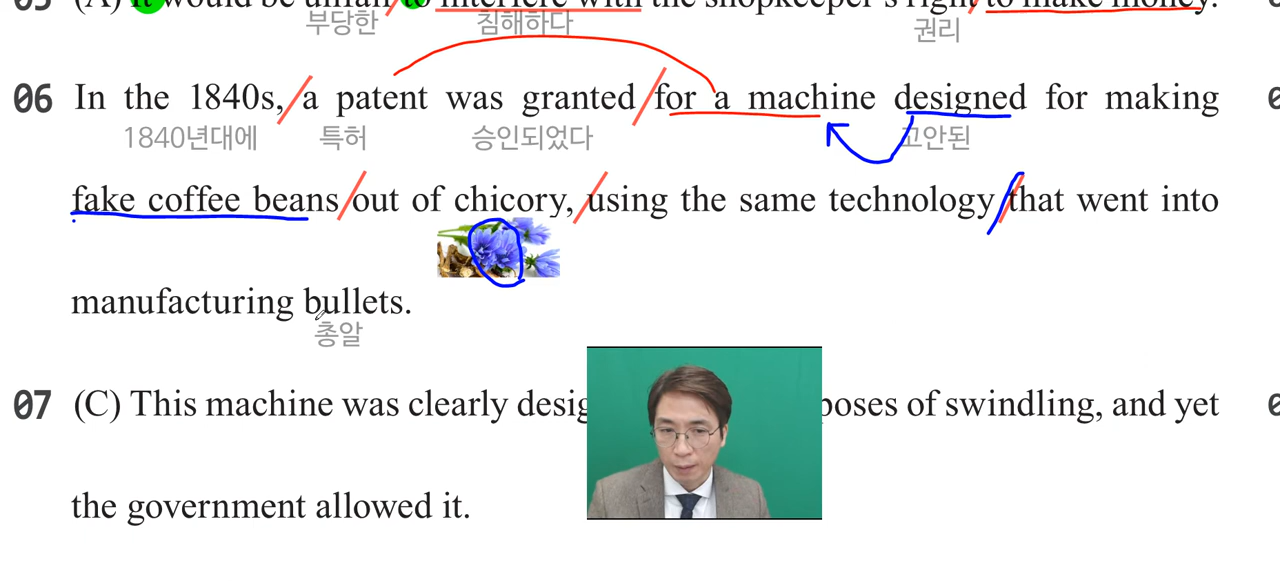 (A) It would be unfair to interfere with the shopkeeper's right to make money.
부당한 침해하다 권리
06 In the 1840s, a patent was granted for a machine designed for making
1840년대에 특허 승인되었다 고안된
fake coffee beans out of chicory, using the same technology that went into
manufacturing bullets.
총알
07 (C) This machine was clearly desig poses of swindling, and yet
the government allowed it.